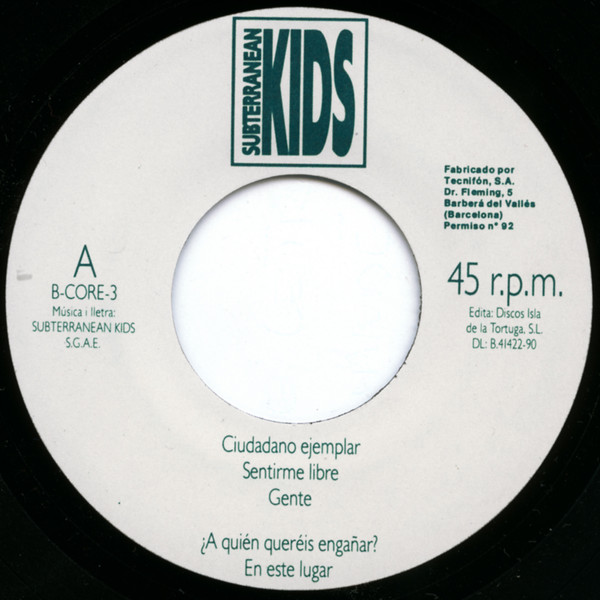 SUBTERRANEAN
KIDS
Fabricado por
Tecnifón, S.A.
Dr. Fleming, 5
Barberá del Vallés
(Barcelona)
Permiso n° 92
A
B-CORE-3
Música i lletra:
SUBTERRANEAN KIDS
S.G.A.E.
45 r.p.m.
Edita: Discos Isla
de la Tortuga, S.L.
DL: B.41422-90
Ciudadano ejemplar
Sentirme libre
Gente
¿A quién queréis engañar?
En este lugar